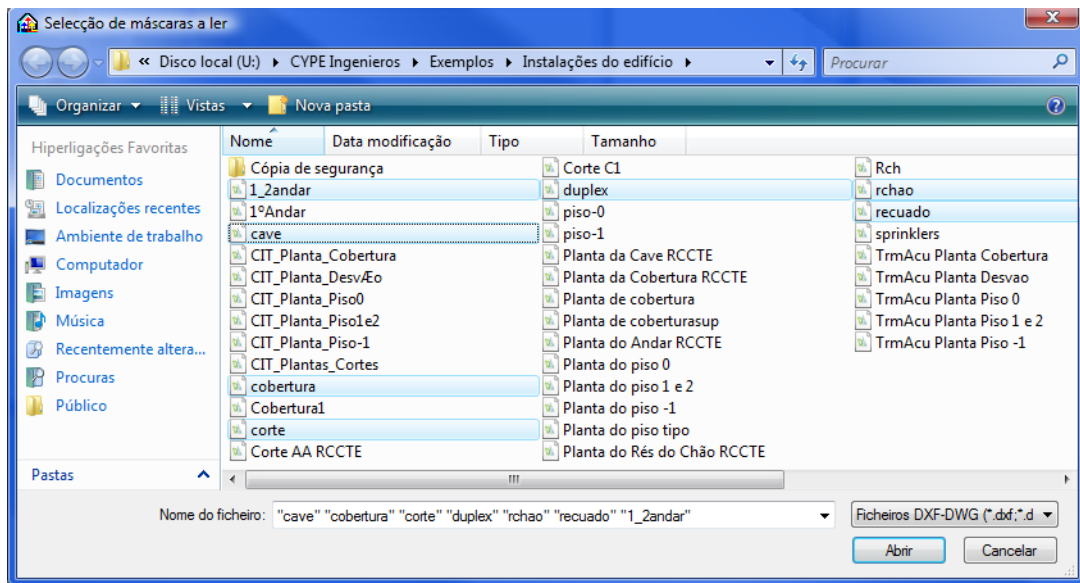 Selecção de máscaras a ler
« Disco local (U:) CYPE Ingenieros Exemplos Instalações do edifício Procurar
Organizar Vistas Nova pasta
Hiperligações Favoritas
Documentos
Localizações recentes
Ambiente de trabalho
Computador
Imagens
Música
Recentemente altera...
Procuras
Público
Pastas
Nome Data modificação Tipo Tamanho
Cópia de segurança
1_2andar
1ºAndar
cave
CIT_Planta_Cobertura
CIT_Planta_DesvÆo
CIT_Planta_Piso0
CIT_Planta_Piso1e2
CIT_Planta_Piso-1
CIT_Plantas_Cortes
cobertura
Cobertura1
corte
Corte AA RCCTE
Corte C1
duplex
piso-0
piso-1
Planta da Cave RCCTE
Planta da Cobertura RCCTE
Planta de cobertura
Planta de coberturasup
Planta do Andar RCCTE
Planta do piso 0
Planta do piso 1 e 2
Planta do piso -1
Planta do piso tipo
Planta do Rés do Chão RCCTE
Rch
rchao
recuado
sprinklers
TrmAcu Planta Cobertura
TrmAcu Planta Desvao
TrmAcu Planta Piso 0
TrmAcu Planta Piso 1 e 2
TrmAcu Planta Piso -1
Nome do ficheiro: "cave" "cobertura" "corte" "duplex" "rchao" "recuado" "1_2andar" Ficheiros DXF-DWG (*.dxf;*.d
Abrir Cancelar